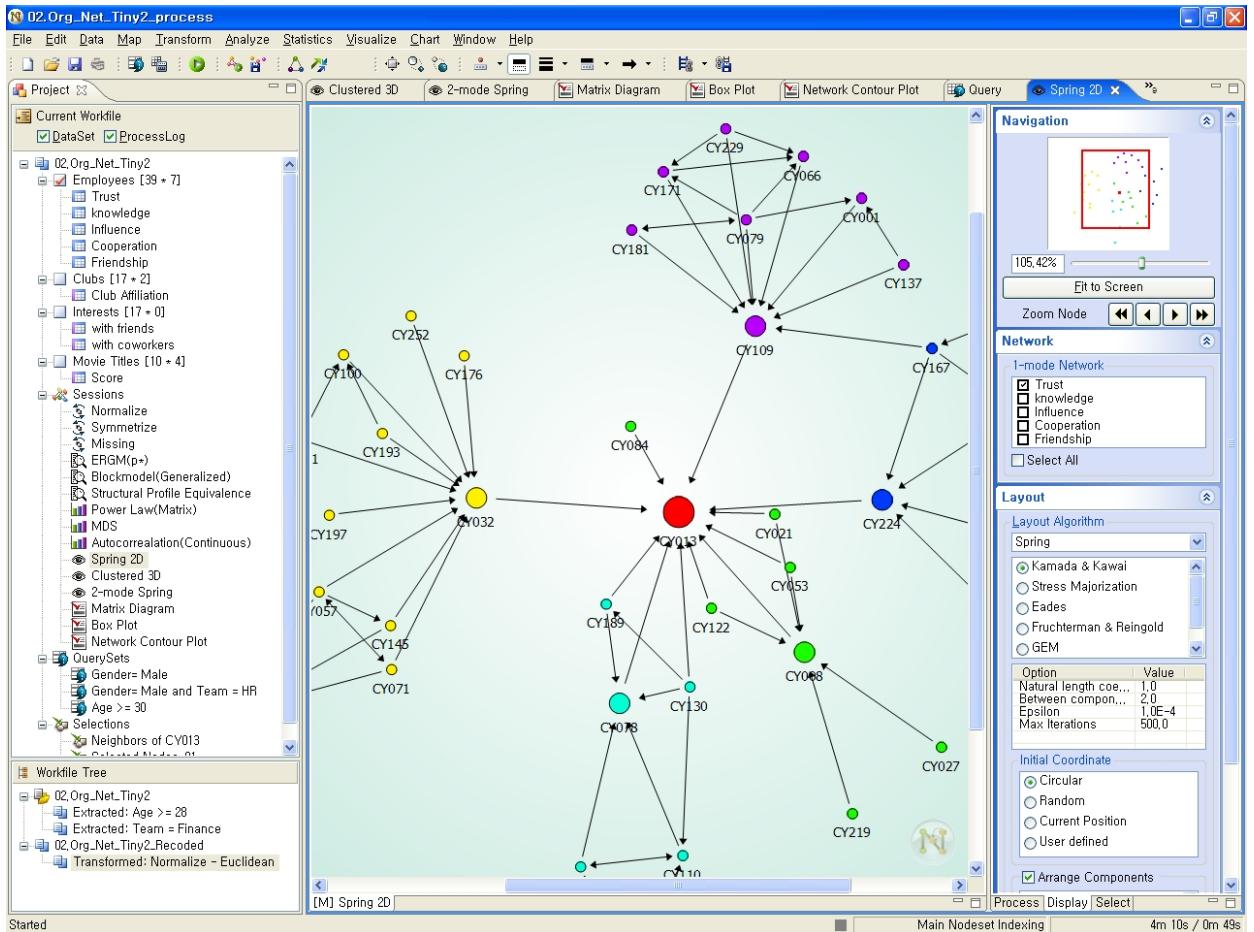 02.Org_Net_Tiny2_process
File Edit Data Map Transform Analyze Statistics Visualize Chart Window Help
Project
Current Workfile
DataSet ProcessLog
02,Org_Net_Tiny2
Employees [39 * 7]
Trust
knowledge
Influence
Cooperation
Friendship
Clubs [17 * 2]
Club Affiliation
Interests [17 * 0]
with friends
with coworkers
Movie Titles [10 * 4]
Score
Sessions
Normalize
Symmetrize
Missing
ERGM(p*)
Blockmodel(Generalized)
Structural Profile Equivalence
Power Law(Matrix)
MDS
Autocorrealation(Continuous)
Spring 2D
Clustered 3D
2-mode Spring
Matrix Diagram
Box Plot
Network Contour Plot
QuerySets
Gender= Male
Gender= Male and Team = HR
Age >= 30
Selections
Neighbors of CY013
Workfile Tree
02,Org_Net_Tiny2
Extracted: Age >= 28
Extracted: Team = Finance
02,Org_Net_Tiny2_Recoded
Transformed: Normalize - Euclidean
Clustered 3D 2-mode Spring Matrix Diagram Box Plot Network Contour Plot Query Spring 2D
CY229
CY066
CY171
CY001
CY079
CY181
CY137
CY109
CY167
CY252
CY100
CY176
CY084
CY193
1
CY032
CY013
CY224
CY197
CY021
CY053
Y057
CY189
CY122
CY145
CY008
CY071
CY130
CY078
CY027
CY219
CY110
[M] Spring 2D
Navigation
105,42%
Fit to Screen
Zoom Node
Network
1-mode Network
Trust
knowledge
Influence
Cooperation
Friendship
Select All
Layout
Layout Algorithm
Spring
Kamada & Kawai
Stress Majorization
Eades
Fruchterman & Reingold
GEM
Option Value
Natural length coe,,, 1,0
Between compon,,, 2,0
Epsilon 1,0E-4
Max Iterations 500,0
Initial Coordinate
Circular
Random
Current Position
User defined
Arrange Components
Process Display Select
Started Main Nodeset Indexing 4m 10s / 0m 49s